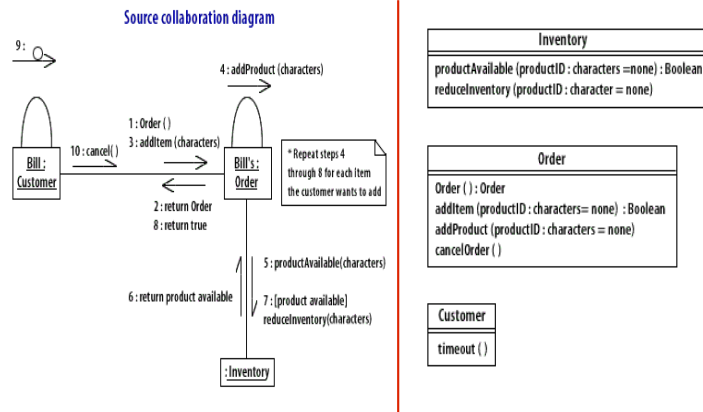 Source collaboration diagram
9 :
4 : addProduct (characters)
1 : Order ( )
3 : addItem (characters)
10 : cancel( )
Bill :
Customer
Bill's :
Order
* Repeat steps 4
through 8 for each Item
the customer wants to add
2 : return Order
8 : return true
5 : productAvailable(characters)
6 : return product available
7 : [product available]
reduceInventory(characters)
: Inventory
Inventory
productAvailable (productID : characters =none) : Boolean
reduceInventory (productID : character = none)
Order
Order ( ) : Order
addItem (productID : characters= none) : Boolean
addProduct (productID : characters = none)
cancelOrder ( )
Customer
timeout ( )